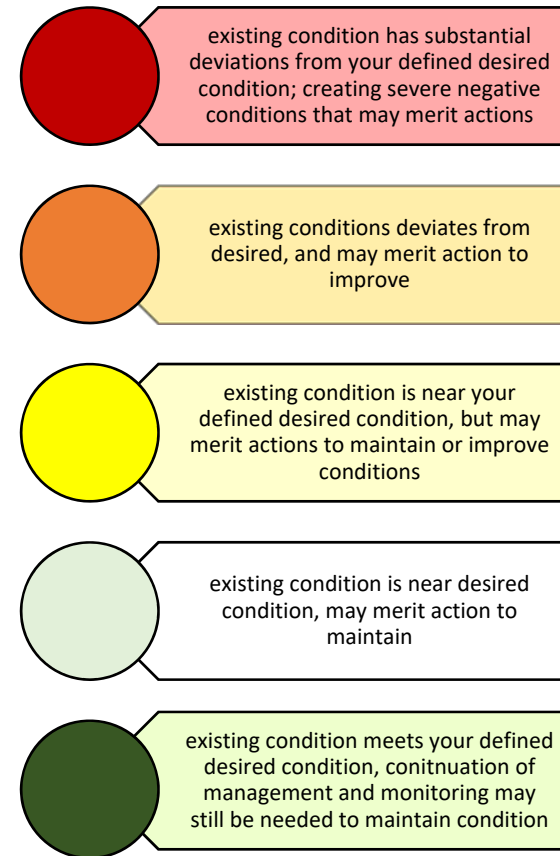 existing condition has substantial
deviations from your defined desired
condition; creating severe negative
conditions that may merit actions
existing conditions deviates from
desired, and may merit action to
improve
existing condition is near your
defined desired condition, but may
merit actions to maintain or improve
conditions
existing condition is near desired
condition, may merit action to
maintain
existing condition meets your defined
desired condition, conitnuation of
management and monitoring may
still be needed to maintain condition